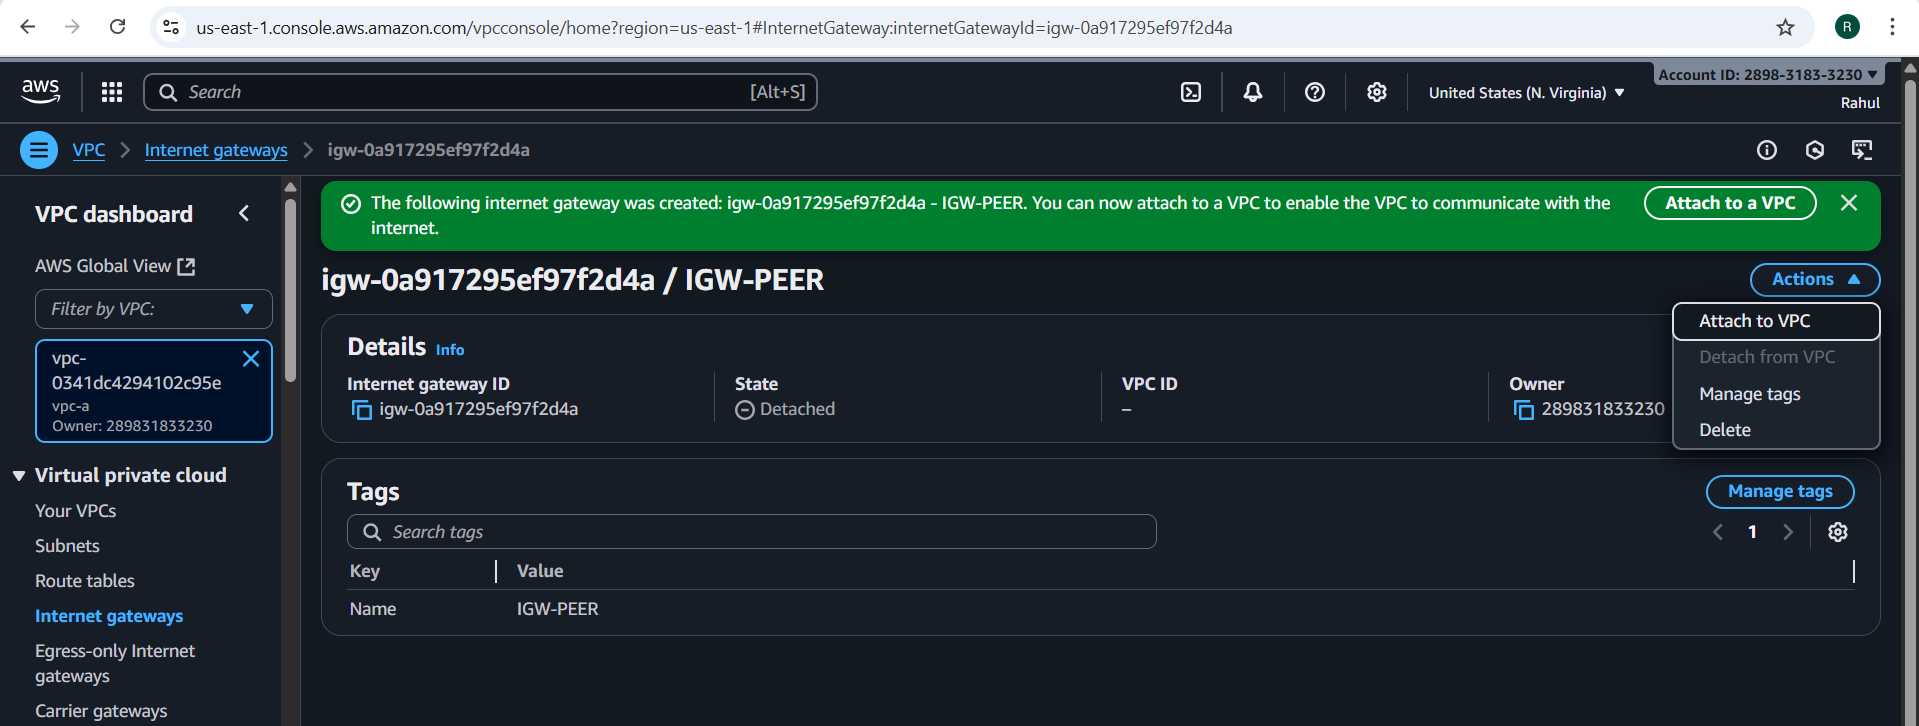 us-east-1.console.aws.amazon.com/vpcconsole/home?region=us-east-1#InternetGateway:internetGatewayId=igw-0a917295ef97f2d4a
R
aws
Search
[Alt+S]
United States (N. Virginia)
Account ID: 2898-3183-3230
Rahul
VPC
Internet gateways
igw-0a917295ef97f2d4a
VPC dashboard
AWS Global View
Filter by VPC:
vpc-
0341dc4294102c95e
vpc-a
Owner: 289831833230
Virtual private cloud
Your VPCs
Subnets
Route tables
Internet gateways
Egress-only Internet
gateways
Carrier gateways
The following internet gateway was created: igw-0a917295ef97f2d4a - IGW-PEER. You can now attach to a VPC to enable the VPC to communicate with the
internet.
Attach to a VPC
igw-0a917295ef97f2d4a / IGW-PEER
Actions
Attach to VPC
Detach from VPC
Manage tags
Delete
Details Info
Internet gateway ID
igw-0a917295ef97f2d4a
State
Detached
VPC ID
–
Owner
289831833230
Tags
Manage tags
Search tags
1
Key Value
Name IGW-PEER